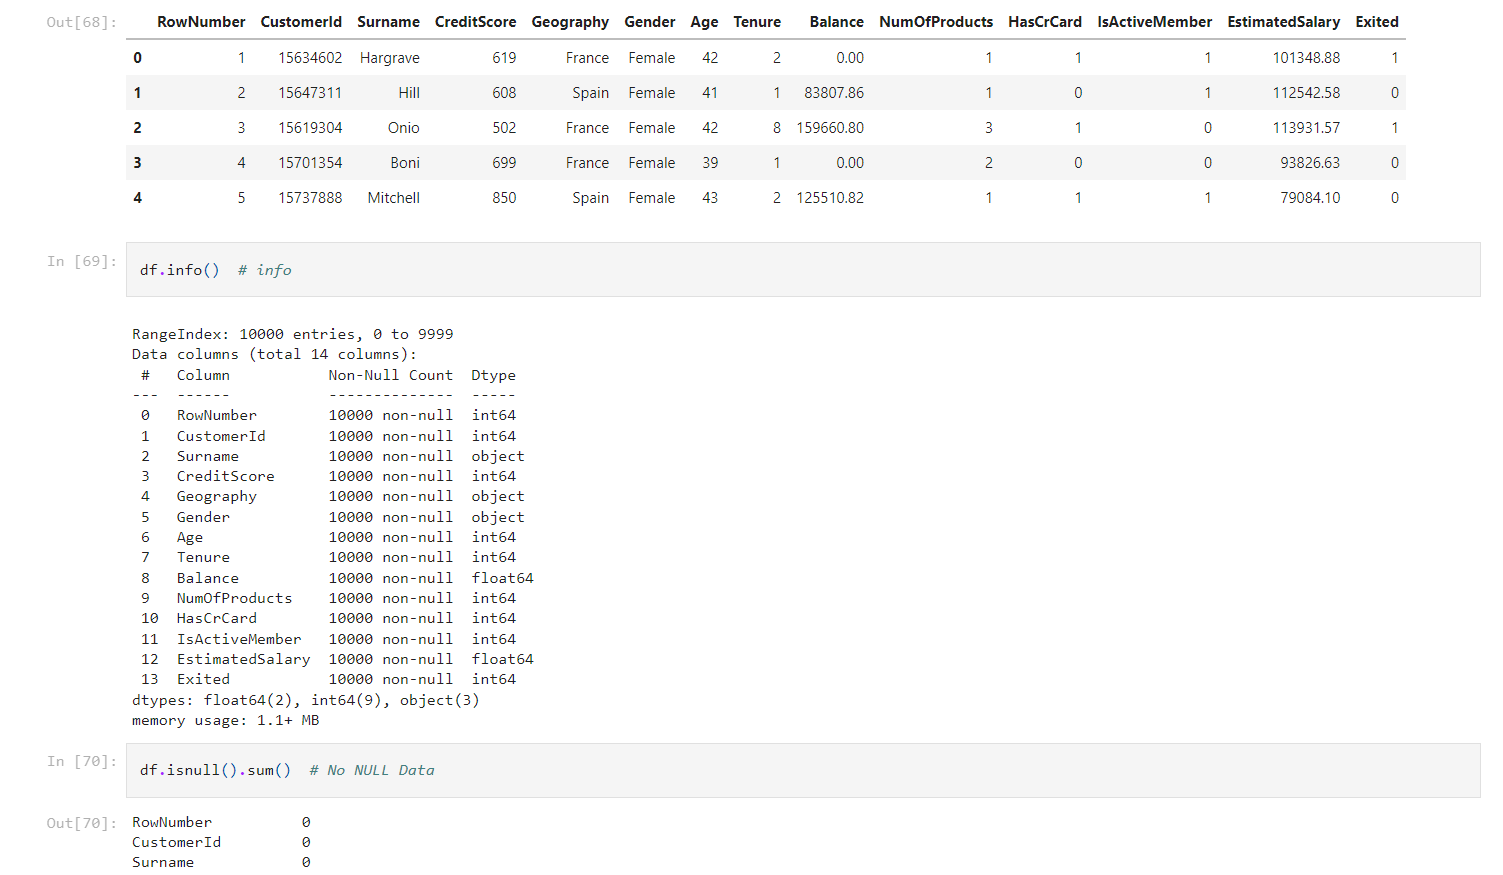 Out[68]: RowNumber CustomerId Surname CreditScore Geography Gender Age Tenure Balance NumOfProducts HasCrCard IsActiveMember EstimatedSalary Exited
0 1 15634602 Hargrave 619 France Female 42 2 0.00 1 1 1 101348.88 1
1 2 15647311 Hill 608 Spain Female 41 1 83807.86 1 0 1 112542.58 0
2 3 15619304 Onio 502 France Female 42 8 159660.80 3 1 0 113931.57 1
3 4 15701354 Boni 699 France Female 39 1 0.00 2 0 0 93826.63 0
4 5 15737888 Mitchell 850 Spain Female 43 2 125510.82 1 1 1 79084.10 0
In [69]: df.info()  # info
RangeIndex: 10000 entries, 0 to 9999
Data columns (total 14 columns):
 #   Column           Non-Null Count  Dtype
---  ------           --------------  -----
 0   RowNumber        10000 non-null  int64
 1   CustomerId       10000 non-null  int64
 2   Surname          10000 non-null  object
 3   CreditScore      10000 non-null  int64
 4   Geography        10000 non-null  object
 5   Gender           10000 non-null  object
 6   Age              10000 non-null  int64
 7   Tenure           10000 non-null  int64
 8   Balance          10000 non-null  float64
 9   NumOfProducts    10000 non-null  int64
 10  HasCrCard        10000 non-null  int64
 11  IsActiveMember   10000 non-null  int64
 12  EstimatedSalary  10000 non-null  float64
 13  Exited           10000 non-null  int64
dtypes: float64(2), int64(9), object(3)
memory usage: 1.1+ MB
In [70]: df.isnull().sum()  # No NULL Data
Out[70]: RowNumber          0
CustomerId         0
Surname            0